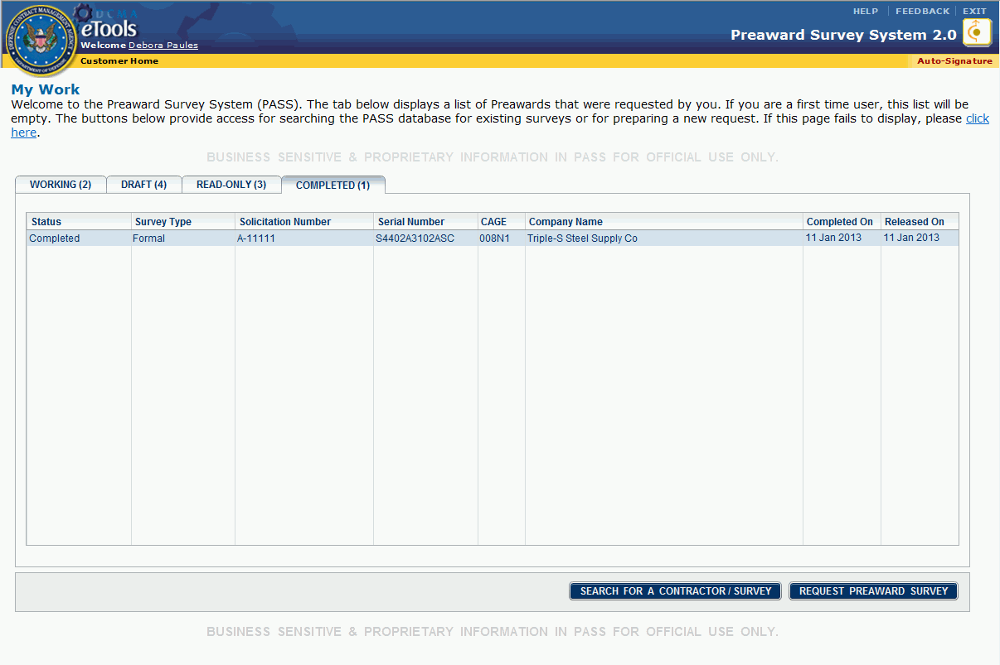 HELP | FEEDBACK | EXIT
DCMA
eTools
Welcome Debora Paules
Preaward Survey System 2.0
DEFENSE CONTRACT MANAGEMENT AGENCY
DEPARTMENT OF DEFENSE
Customer Home
Auto-Signature
My Work
Welcome to the Preaward Survey System (PASS). The tab below displays a list of Preawards that were requested by you. If you are a first time user, this list will be
empty. The buttons below provide access for searching the PASS database for existing surveys or for preparing a new request. If this page fails to display, please click
here.
BUSINESS SENSITIVE & PROPRIETARY INFORMATION IN PASS FOR OFFICIAL USE ONLY.
WORKING (2) DRAFT (4) READ-ONLY (3) COMPLETED (1)
Status Survey Type Solicitation Number Serial Number CAGE Company Name Completed On Released On
Completed Formal A-11111 S4402A3102ASC 008N1 Triple-S Steel Supply Co 11 Jan 2013 11 Jan 2013
SEARCH FOR A CONTRACTOR / SURVEY REQUEST PREAWARD SURVEY
BUSINESS SENSITIVE & PROPRIETARY INFORMATION IN PASS FOR OFFICIAL USE ONLY.